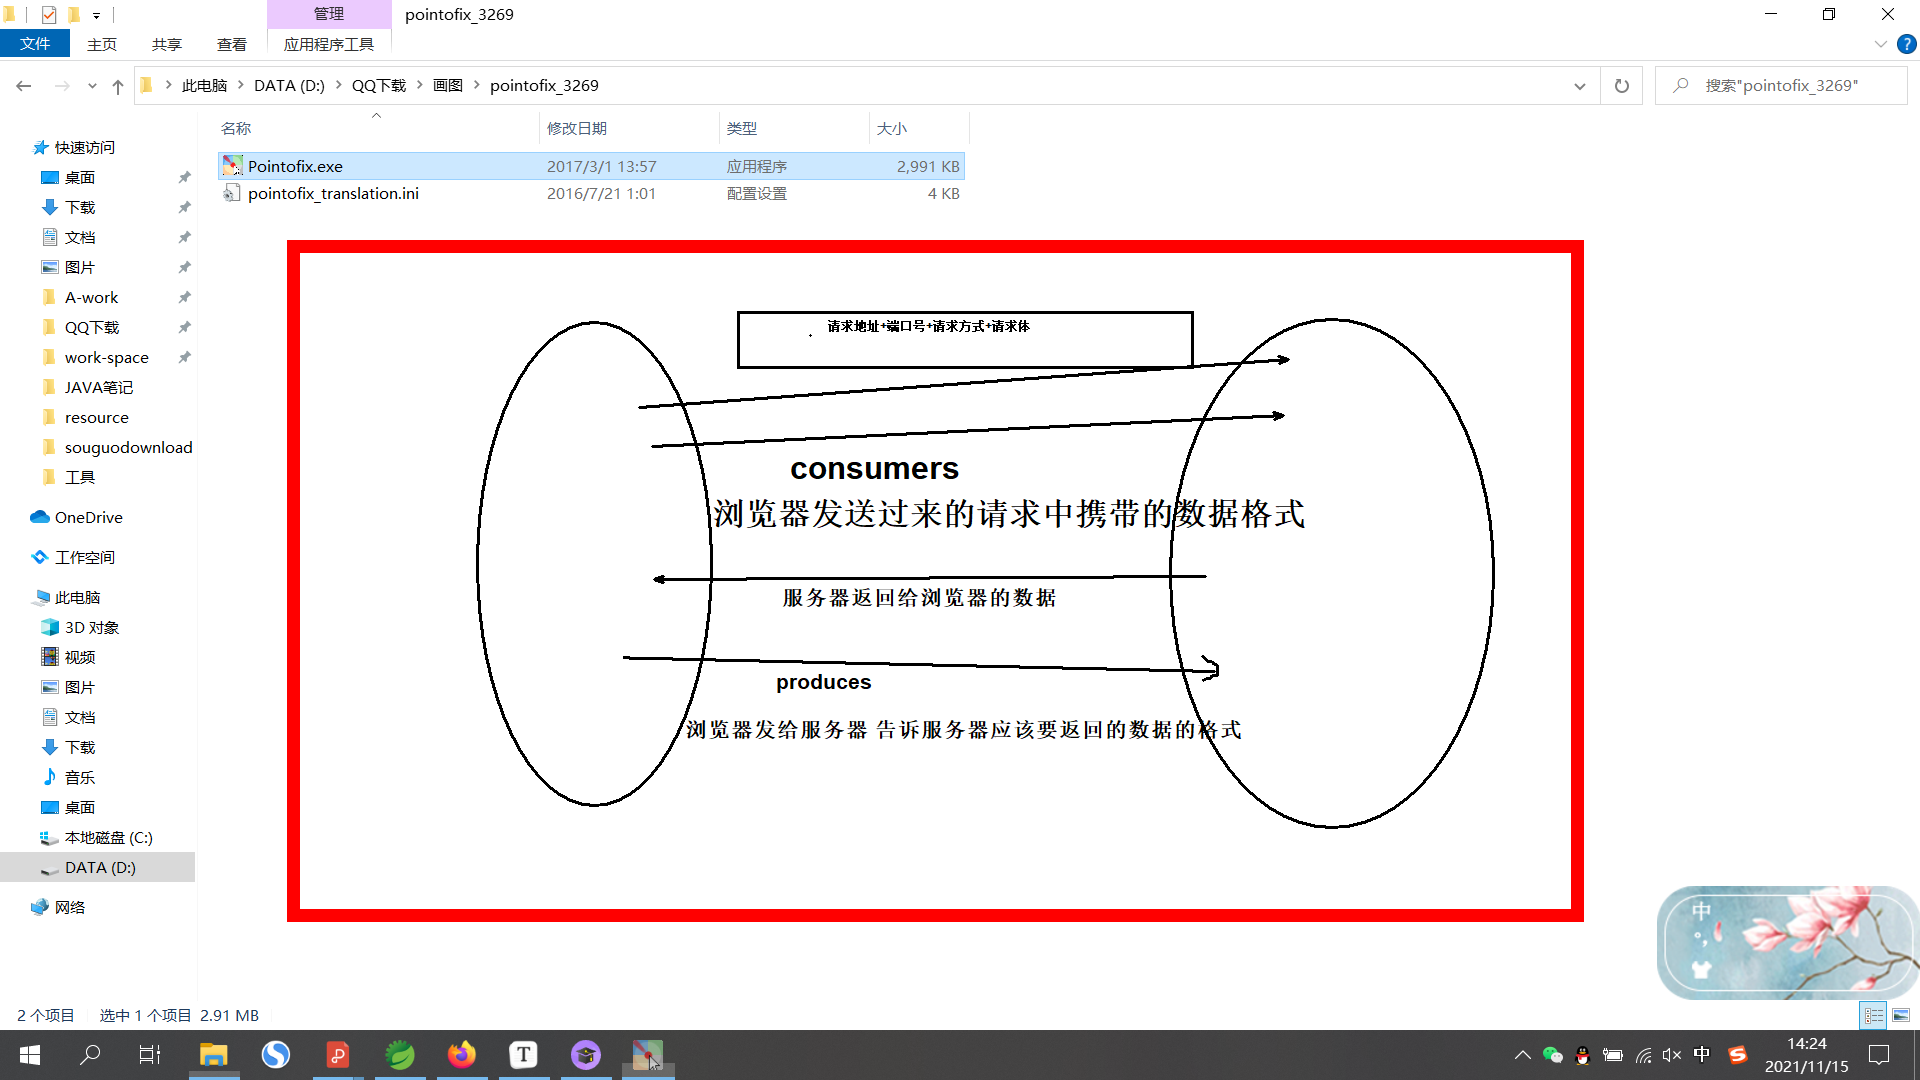 管理
pointofix_3269
文件
主页
共享
查看
应用程序工具
此电脑
DATA (D:)
QQ下载
画图
pointofix_3269
搜索"pointofix_3269"
名称
修改日期
类型
大小
Pointofix.exe
2017/3/1 13:57
应用程序
2,991 KB
pointofix_translation.ini
2016/7/21 1:01
配置设置
4 KB
快速访问
桌面
下载
文档
图片
A-work
QQ下载
work-space
JAVA笔记
resource
souguodownload
工具
OneDrive
工作空间
此电脑
3D 对象
视频
图片
文档
下载
音乐
桌面
本地磁盘 (C:)
DATA (D:)
网络
请求地址+端口号+请求方式+请求体
consumers
浏览器发送过来的请求中携带的数据格式
服务器返回给浏览器的数据
produces
浏览器发给服务器 告诉服务器应该要返回的数据的格式
中
2 个项目
选中 1 个项目 2.91 MB
中
14:24
2021/11/15